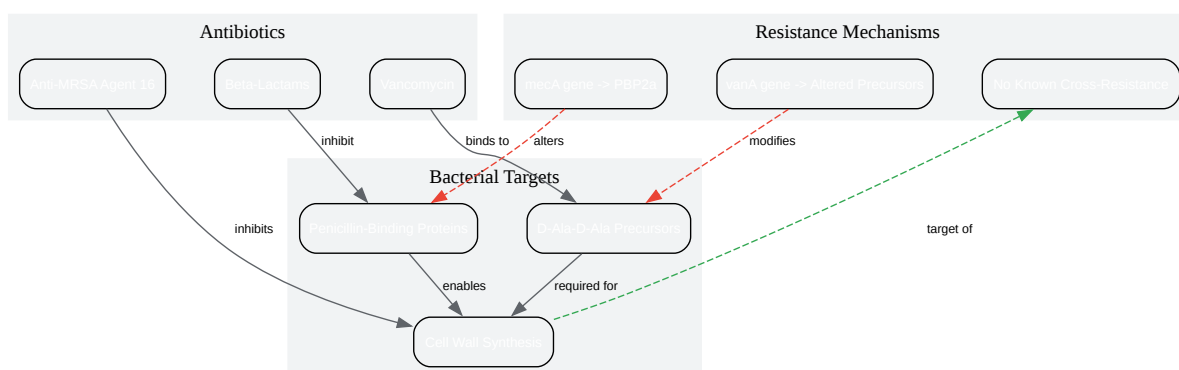 Antibiotics
Resistance Mechanisms
Anti-MRSA Agent 16
Beta-Lactams
Vancomycin
mecA gene -> PBP2a
vanA gene -> Altered Precursors
No Known Cross-Resistance
inhibit
binds to
alters
modifies
Bacterial Targets
Penicillin-Binding Proteins
D-Ala-D-Ala Precursors
inhibits
target of
enables
required for
Cell Wall Synthesis